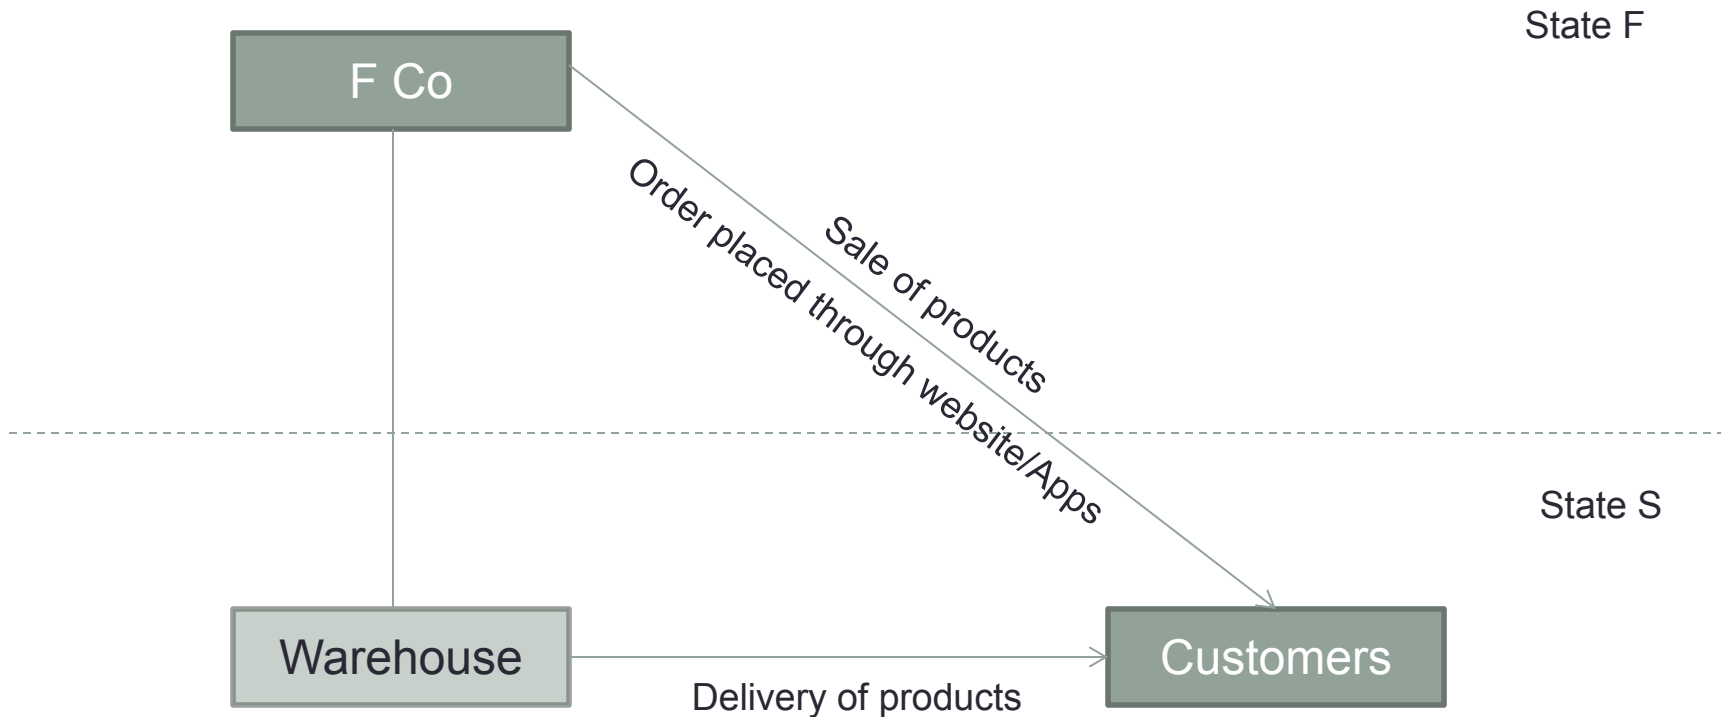 State F
F Co
Sale of products
Order placed through website/Apps
State S
Warehouse
Customers
Delivery of products